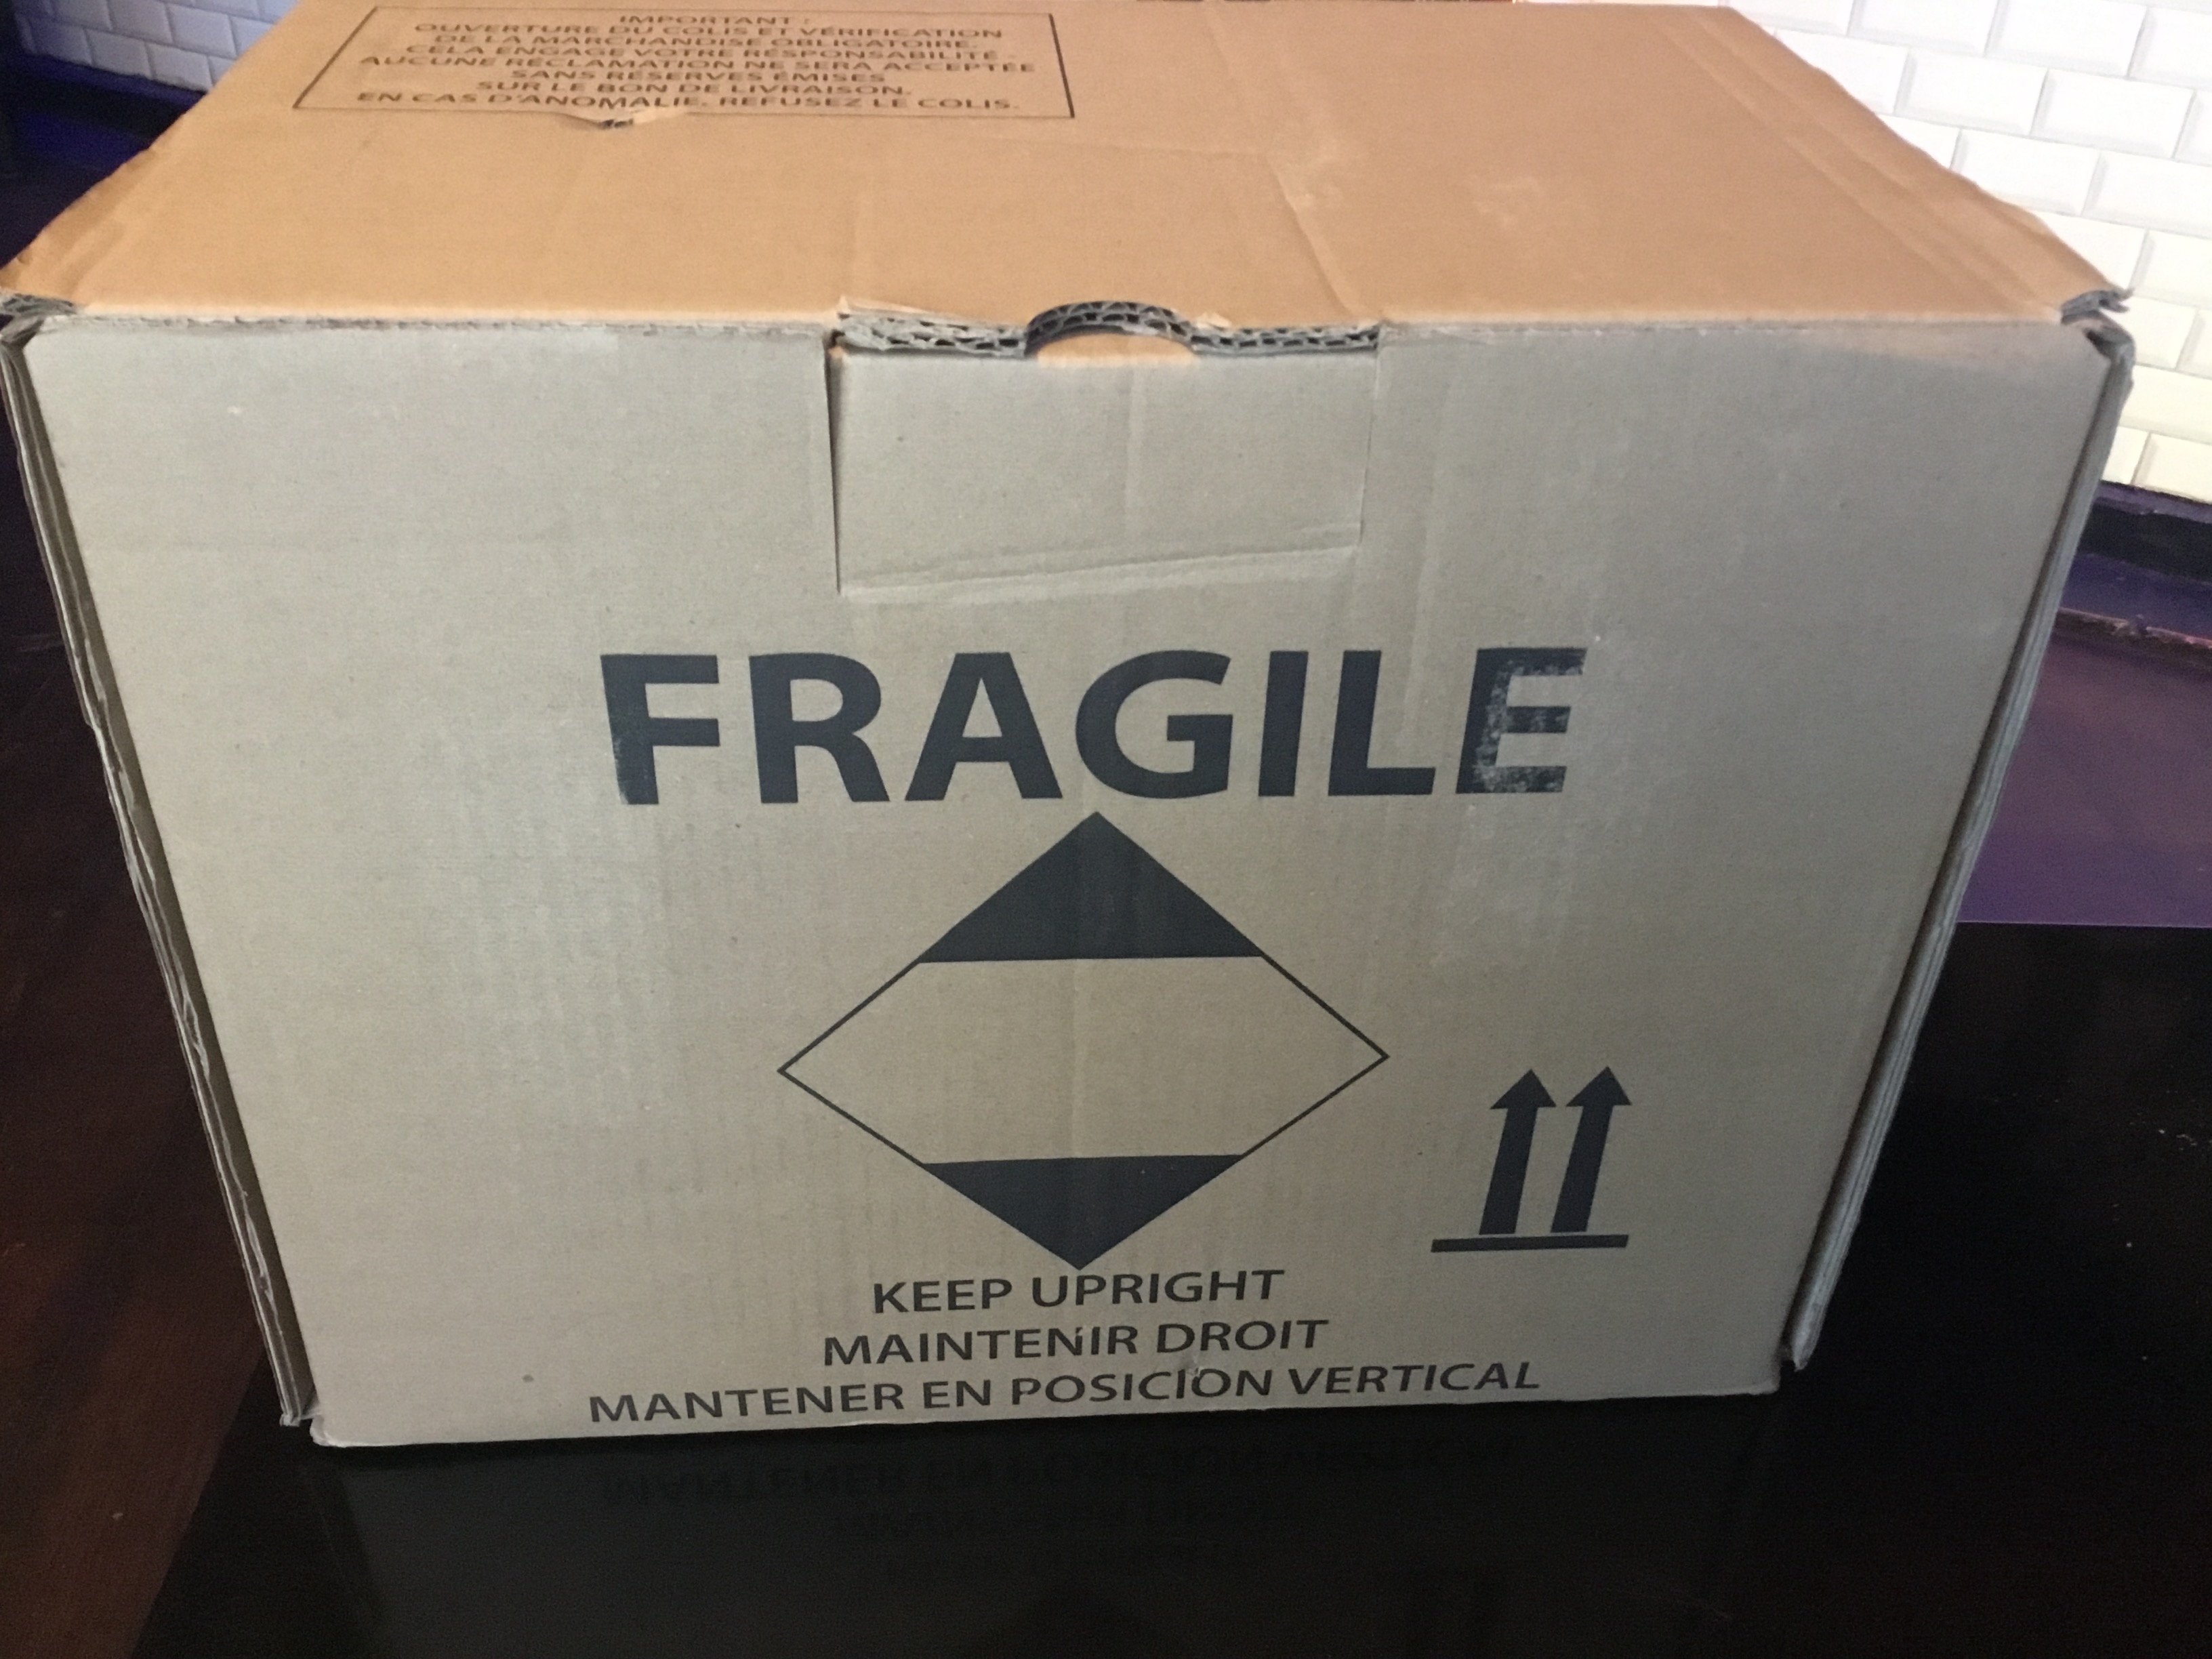 IMPORTANT :
OUVERTURE DU COLIS ET VÉRIFICATION
DE LA MARCHANDISE OBLIGATOIRE.
CELA ENGAGE VOTRE RESPONSABILITÉ.
AUCUNE RÉCLAMATION NE SERA ACCEPTÉE
SANS RÉSERVES ÉMISES
SUR LE BON DE LIVRAISON.
EN CAS D'ANOMALIE, REFUSEZ LE COLIS.
FRAGILE
KEEP UPRIGHT
MAINTENIR DROIT
MANTENER EN POSICIÓN VERTICAL